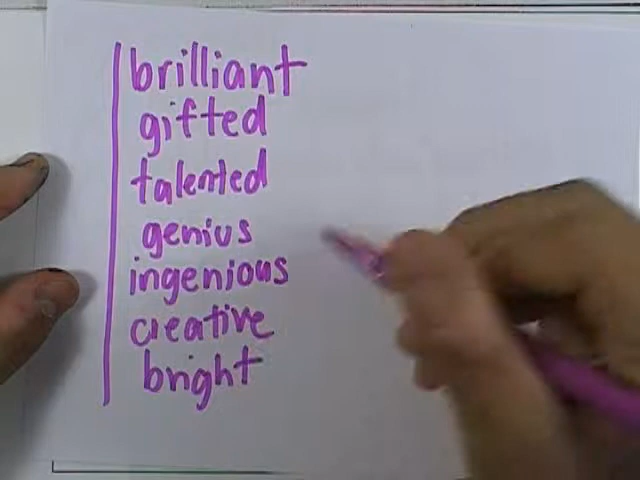 brilliant
gifted
talented
genius
ingenious
creative
bright